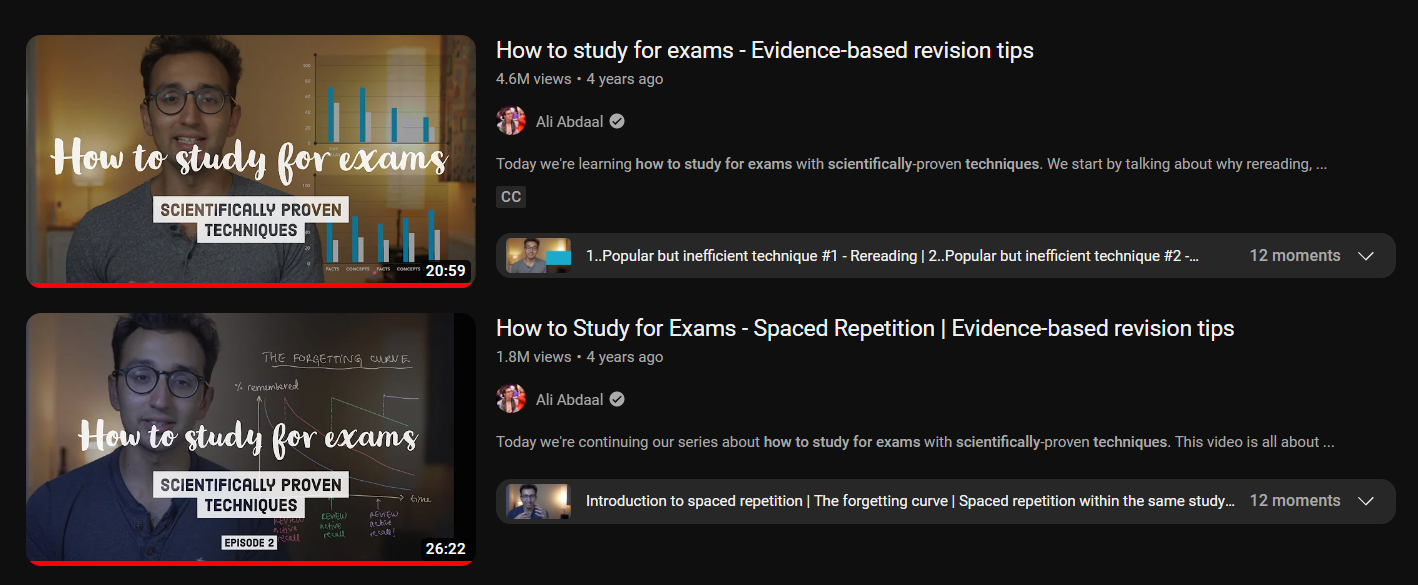 How to study for exams
SCIENTIFICALLY PROVEN
TECHNIQUES
FACTS CONCEPTS FACTS CONCEPTS
20:59
How to study for exams - Evidence-based revision tips
4.6M views • 4 years ago
Ali Abdaal
Today we're learning how to study for exams with scientifically-proven techniques. We start by talking about why rereading, ...
CC
1..Popular but inefficient technique #1 - Rereading | 2..Popular but inefficient technique #2 -...
12 moments
THE FORGETTING CURVE
% remembered
How to study for exams
SCIENTIFICALLY PROVEN
TECHNIQUES
time
REVIEW REVIEW REVIEW
active active active
recall recall recall!
EPISODE 2
26:22
How to Study for Exams - Spaced Repetition | Evidence-based revision tips
1.8M views • 4 years ago
Ali Abdaal
Today we're continuing our series about how to study for exams with scientifically-proven techniques. This video is all about ...
Introduction to spaced repetition | The forgetting curve | Spaced repetition within the same study...
12 moments